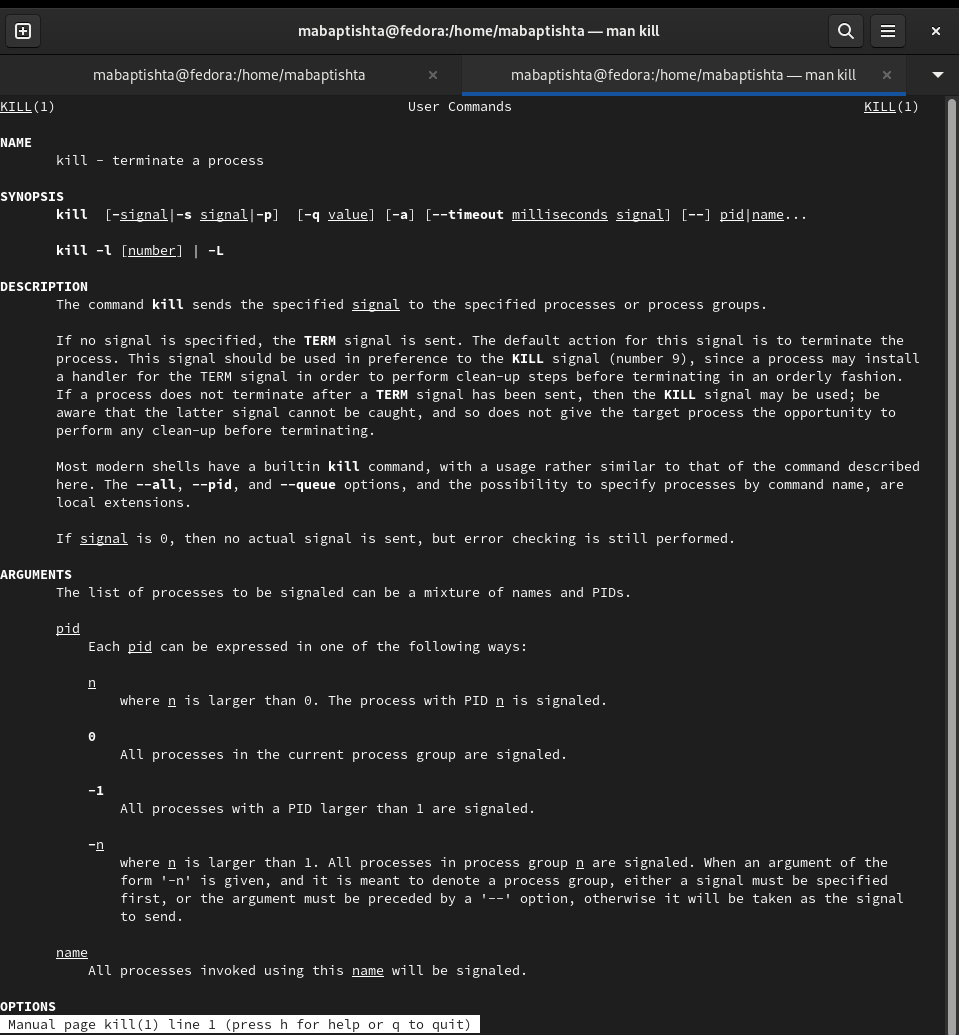 mabaptishta@fedora:/home/mabaptishta — man kill
mabaptishta@fedora:/home/mabaptishta
mabaptishta@fedora:/home/mabaptishta — man kill
KILL(1) User Commands KILL(1)
NAME
kill - terminate a process
SYNOPSIS
kill [-signal|-s signal|-p] [-q value] [-a] [--timeout milliseconds signal] [--] pid|name...
kill -l [number] | -L
DESCRIPTION
The command kill sends the specified signal to the specified processes or process groups.
If no signal is specified, the TERM signal is sent. The default action for this signal is to terminate the
process. This signal should be used in preference to the KILL signal (number 9), since a process may install
a handler for the TERM signal in order to perform clean-up steps before terminating in an orderly fashion.
If a process does not terminate after a TERM signal has been sent, then the KILL signal may be used; be
aware that the latter signal cannot be caught, and so does not give the target process the opportunity to
perform any clean-up before terminating.
Most modern shells have a builtin kill command, with a usage rather similar to that of the command described
here. The --all, --pid, and --queue options, and the possibility to specify processes by command name, are
local extensions.
If signal is 0, then no actual signal is sent, but error checking is still performed.
ARGUMENTS
The list of processes to be signaled can be a mixture of names and PIDs.
pid
Each pid can be expressed in one of the following ways:
n
where n is larger than 0. The process with PID n is signaled.
0
All processes in the current process group are signaled.
-1
All processes with a PID larger than 1 are signaled.
-n
where n is larger than 1. All processes in process group n are signaled. When an argument of the
form '-n' is given, and it is meant to denote a process group, either a signal must be specified
first, or the argument must be preceded by a '--' option, otherwise it will be taken as the signal
to send.
name
All processes invoked using this name will be signaled.
OPTIONS
Manual page kill(1) line 1 (press h for help or q to quit)